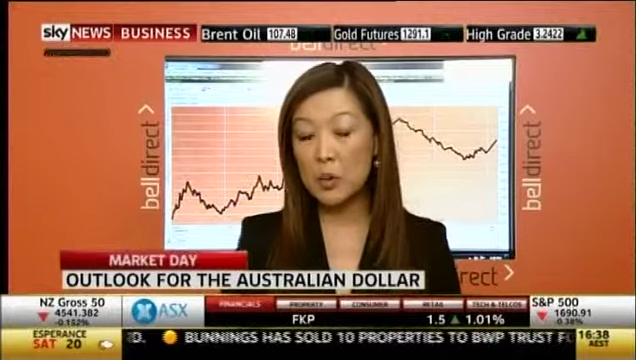 sky NEWS BUSINESS Brent Oil 107.48 Gold Futures 1291.1 High Grade 3.2422
belldirect
belldirect
belldirect
direct
MARKET DAY
OUTLOOK FOR THE AUSTRALIAN DOLLAR
NZ Gross 50
4541.382
-0.152%
ASX
FINANCIALS PROPERTY CONSUMER RETAIL TECH & TELCOS
FKP 1.5 1.01%
S&P 500
1690.91
-0.38%
ESPERANCE
SAT 20
D. BUNNINGS HAS SOLD 10 PROPERTIES TO BWP TRUST F
16:38
AEST